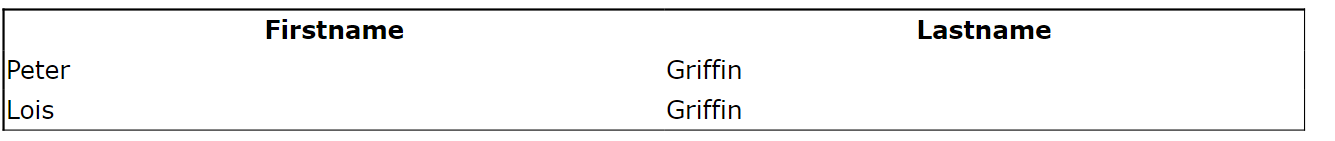 Firstname Lastname
Peter Griffin
Lois Griffin